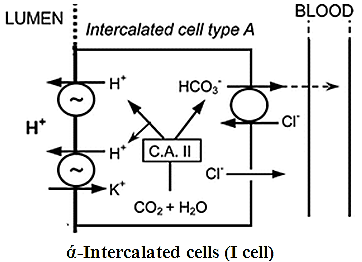 LUMEN
BLOOD
Intercalated cell type A
H⁺
HCO₃⁻
~
H⁺
Cl⁻
H⁺
C.A. II
~
Cl⁻
K⁺
CO₂ + H₂O
ά-Intercalated cells (I cell)